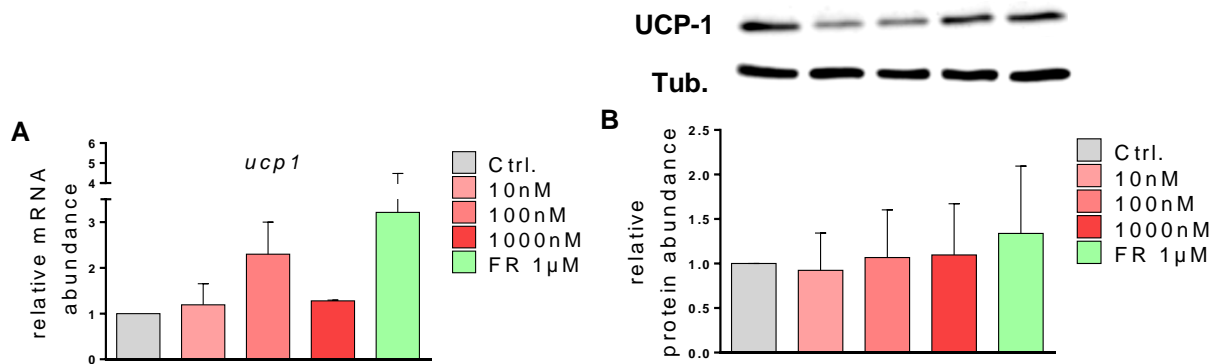 UCP-1
Tub.
A
relative mRNA
abundance
6
5
4
3
2
1
0
ucp1
Ctrl.
10nM
100nM
1000nM
FR 1µM
B
relative
protein abundance
2.5
2.0
1.5
1.0
0.5
0.0
Ctrl.
10nM
100nM
1000nM
FR 1µM